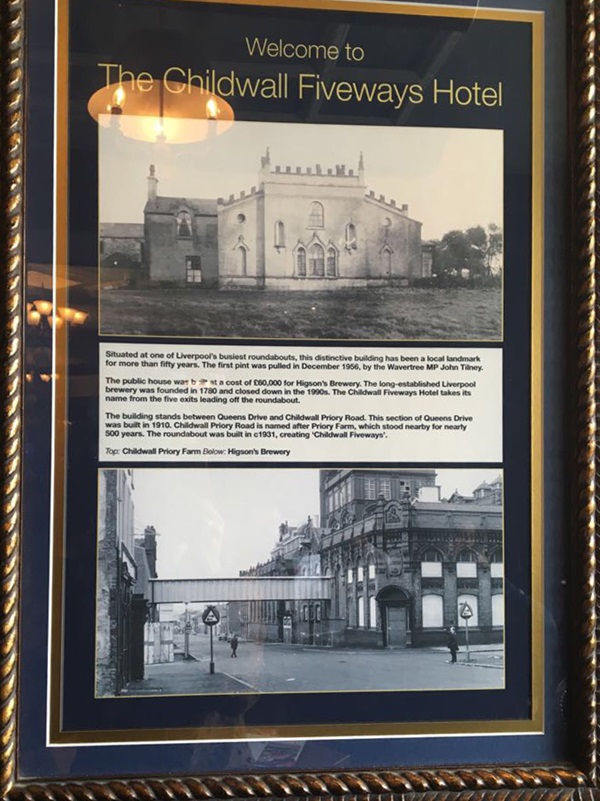 Welcome to
The Childwall Fiveways Hotel
Situated at one of Liverpool's busiest roundabouts, this distinctive building has been a local landmark
for more than fifty years. The first pint was pulled in December 1956, by the Wavertree MP John Tilney.
The public house was built at a cost of £60,000 for Higson's Brewery. The long-established Liverpool
brewery was founded in 1780 and closed down in the 1990s. The Childwall Fiveways Hotel takes its
name from the five exits leading off the roundabout.
The building stands between Queens Drive and Childwall Priory Road. This section of Queens Drive
was built in 1910. Childwall Priory Road is named after Priory Farm, which stood nearby for nearly
500 years. The roundabout was built in c1931, creating 'Childwall Fiveways'.
Top: Childwall Priory Farm Below: Higson's Brewery